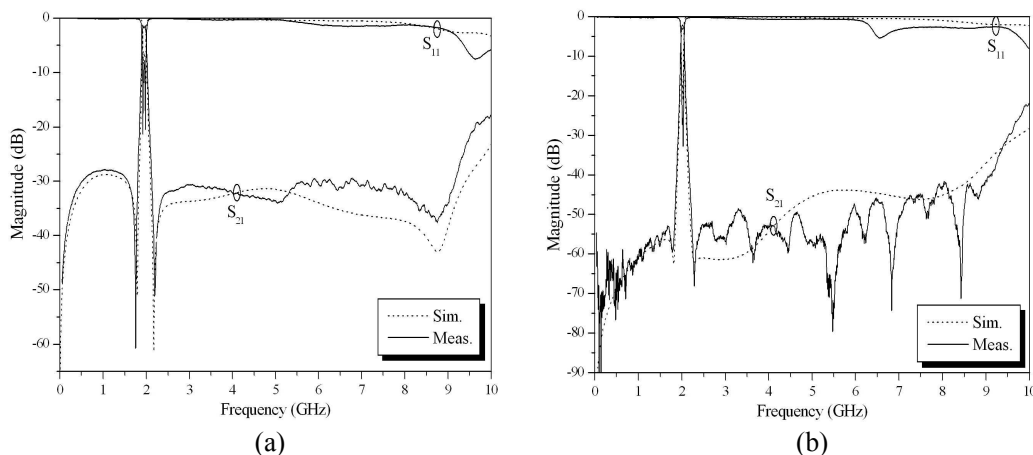 0
-10
-20
-30
-40
-50
-60
Magnitude (dB)
S11
S21
Sim.
Meas.
0 1 2 3 4 5 6 7 8 9 10
Frequency (GHz)
(a)
0
-10
-20
-30
-40
-50
-60
-70
-80
-90
Magnitude (dB)
S11
S21
Sim.
Meas.
0 1 2 3 4 5 6 7 8 9 10
Frequency (GHz)
(b)